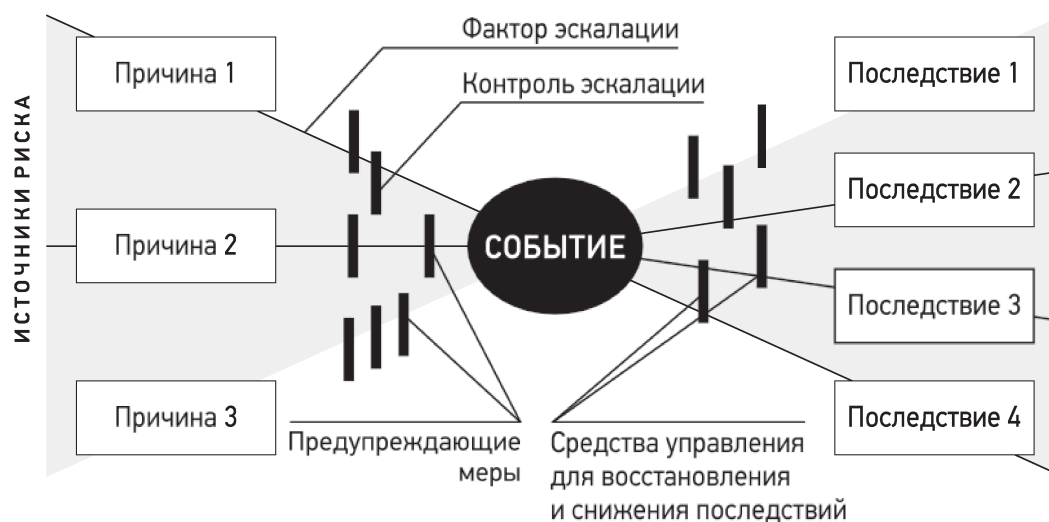 Фактор эскалации
Контроль эскалации
ИСТОЧНИКИ РИСКА
Причина 1
Причина 2
Причина 3
СОБЫТИЕ
Последствие 1
Последствие 2
Последствие 3
Последствие 4
Предупреждающие
меры
Средства управления
для восстановления
и снижения последствий